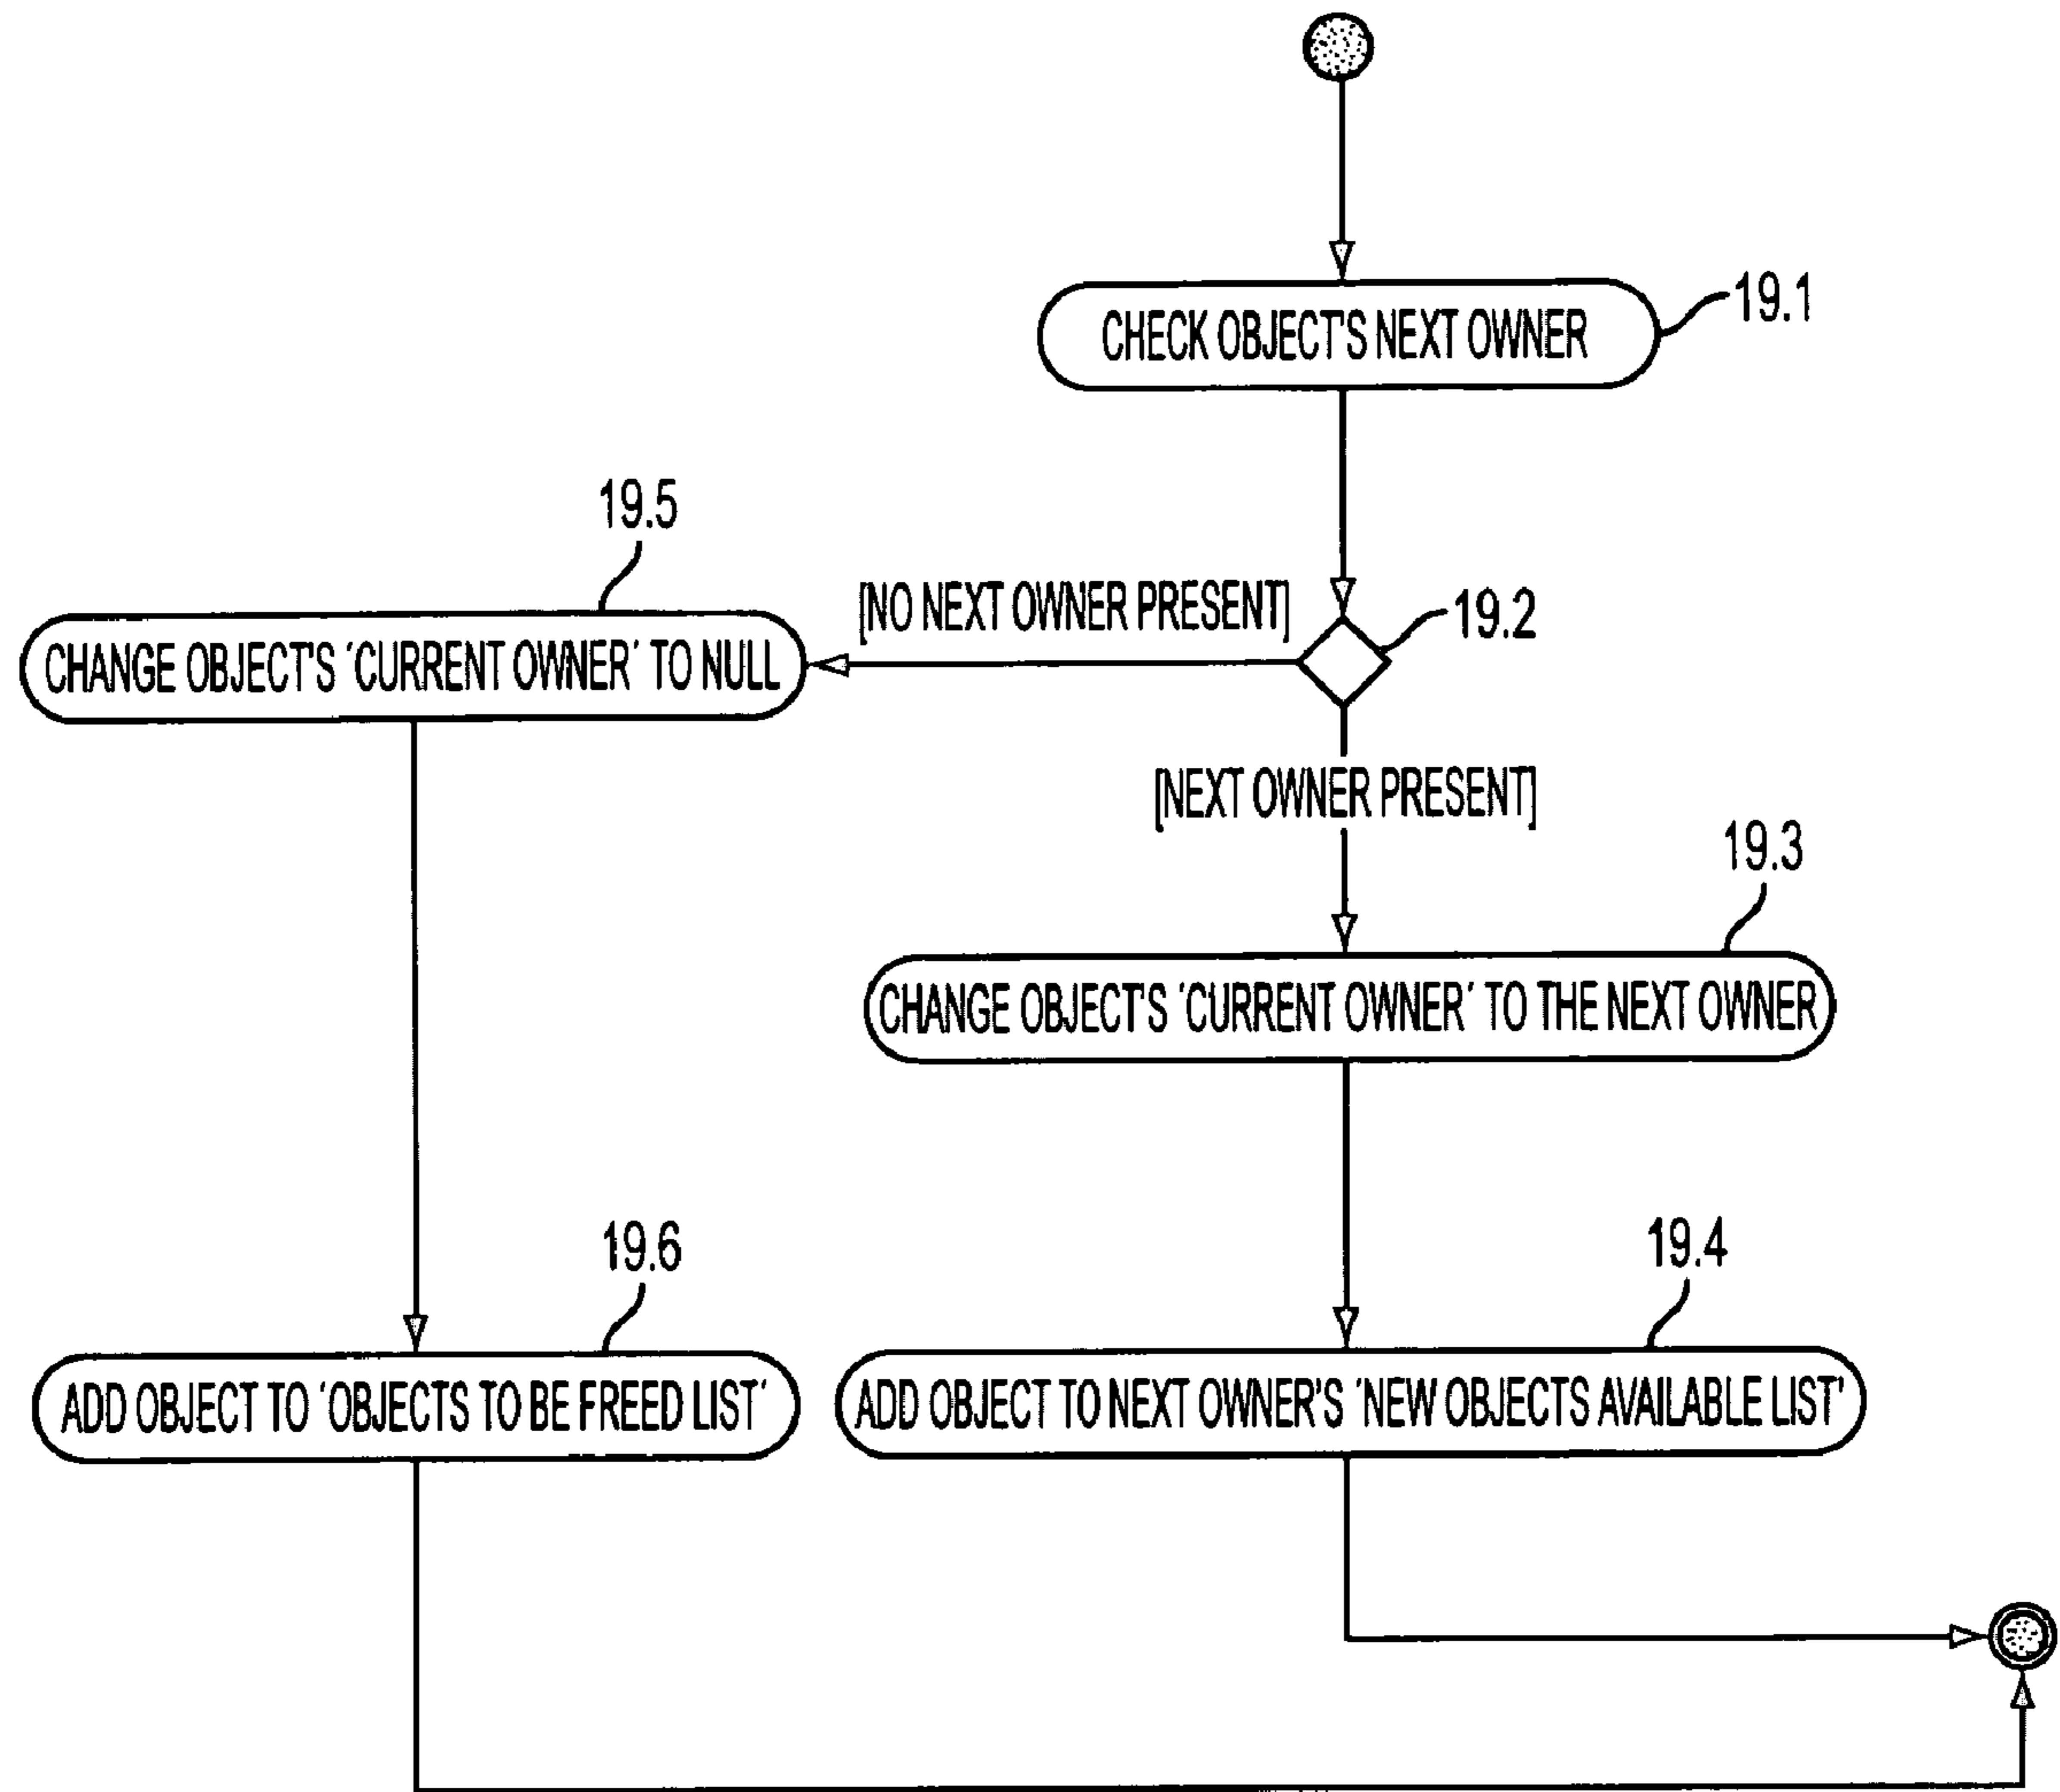 CHECK OBJECT'S NEXT OWNER
19.1
19.5
[NO NEXT OWNER PRESENT]
19.2
CHANGE OBJECT'S 'CURRENT OWNER' TO NULL
[NEXT OWNER PRESENT]
19.3
CHANGE OBJECT'S 'CURRENT OWNER' TO THE NEXT OWNER
19.6
19.4
ADD OBJECT TO 'OBJECTS TO BE FREED LIST'
ADD OBJECT TO NEXT OWNER'S 'NEW OBJECTS AVAILABLE LIST'